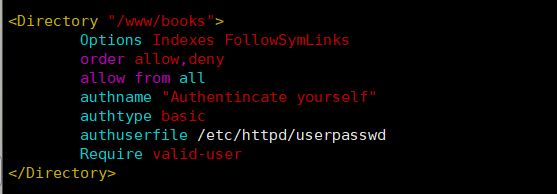 <Directory "/www/books">
Options Indexes FollowSymLinks
order allow,deny
allow from all
authname "Authentincate yourself"
authtype basic
authuserfile /etc/httpd/userpasswd
Require valid-user
</Directory>